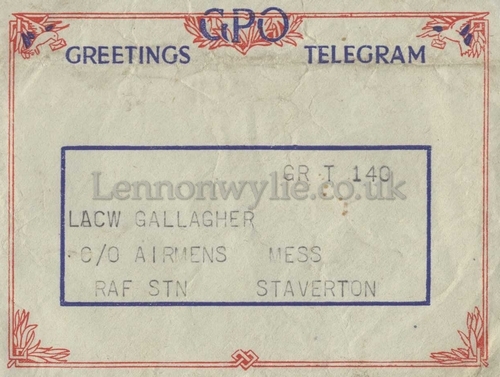 GPO
GREETINGS TELEGRAM
GR T 140
Lennonwylie.co.uk
LACW GALLAGHER
C/O AIRMENS MESS
RAF STN STAVERTON